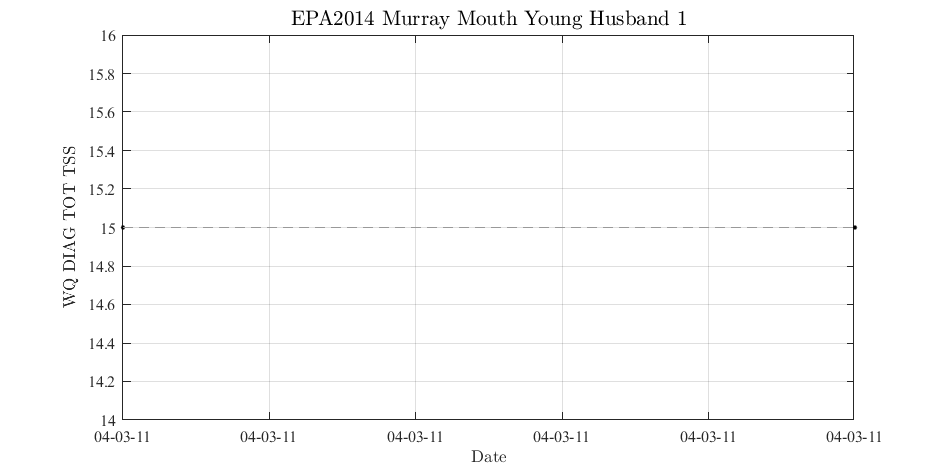 EPA2014 Murray Mouth Young Husband 1
WQ DIAG TOT TSS
16
15.8
15.6
15.4
15.2
15
14.8
14.6
14.4
14.2
14
04-03-11 04-03-11 04-03-11 04-03-11 04-03-11 04-03-11
Date